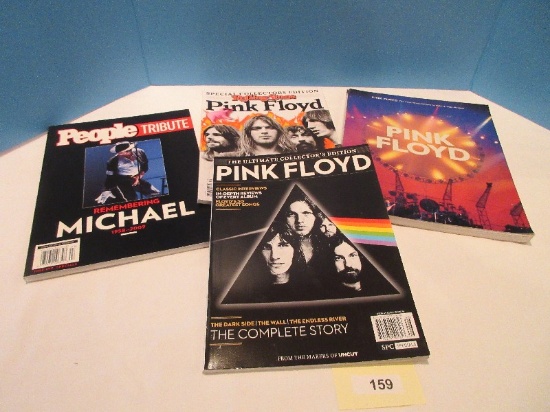 People TRIBUTE
REMEMBERING
MICHAEL
1958-2009
SPECIAL COLLECTORS EDITION
Rolling Stone
Pink Floyd
PINK
FLOYD
THE ULTIMATE COLLECTOR'S EDITION
PINK FLOYD
CLASSIC INTERVIEWS
IN-DEPTH REVIEWS
OF EVERY ALBUM
GREATEST SONGS
THE DARK SIDE | THE WALL | THE ENDLESS RIVER
THE COMPLETE STORY
FROM THE MAKERS OF UNCUT
159